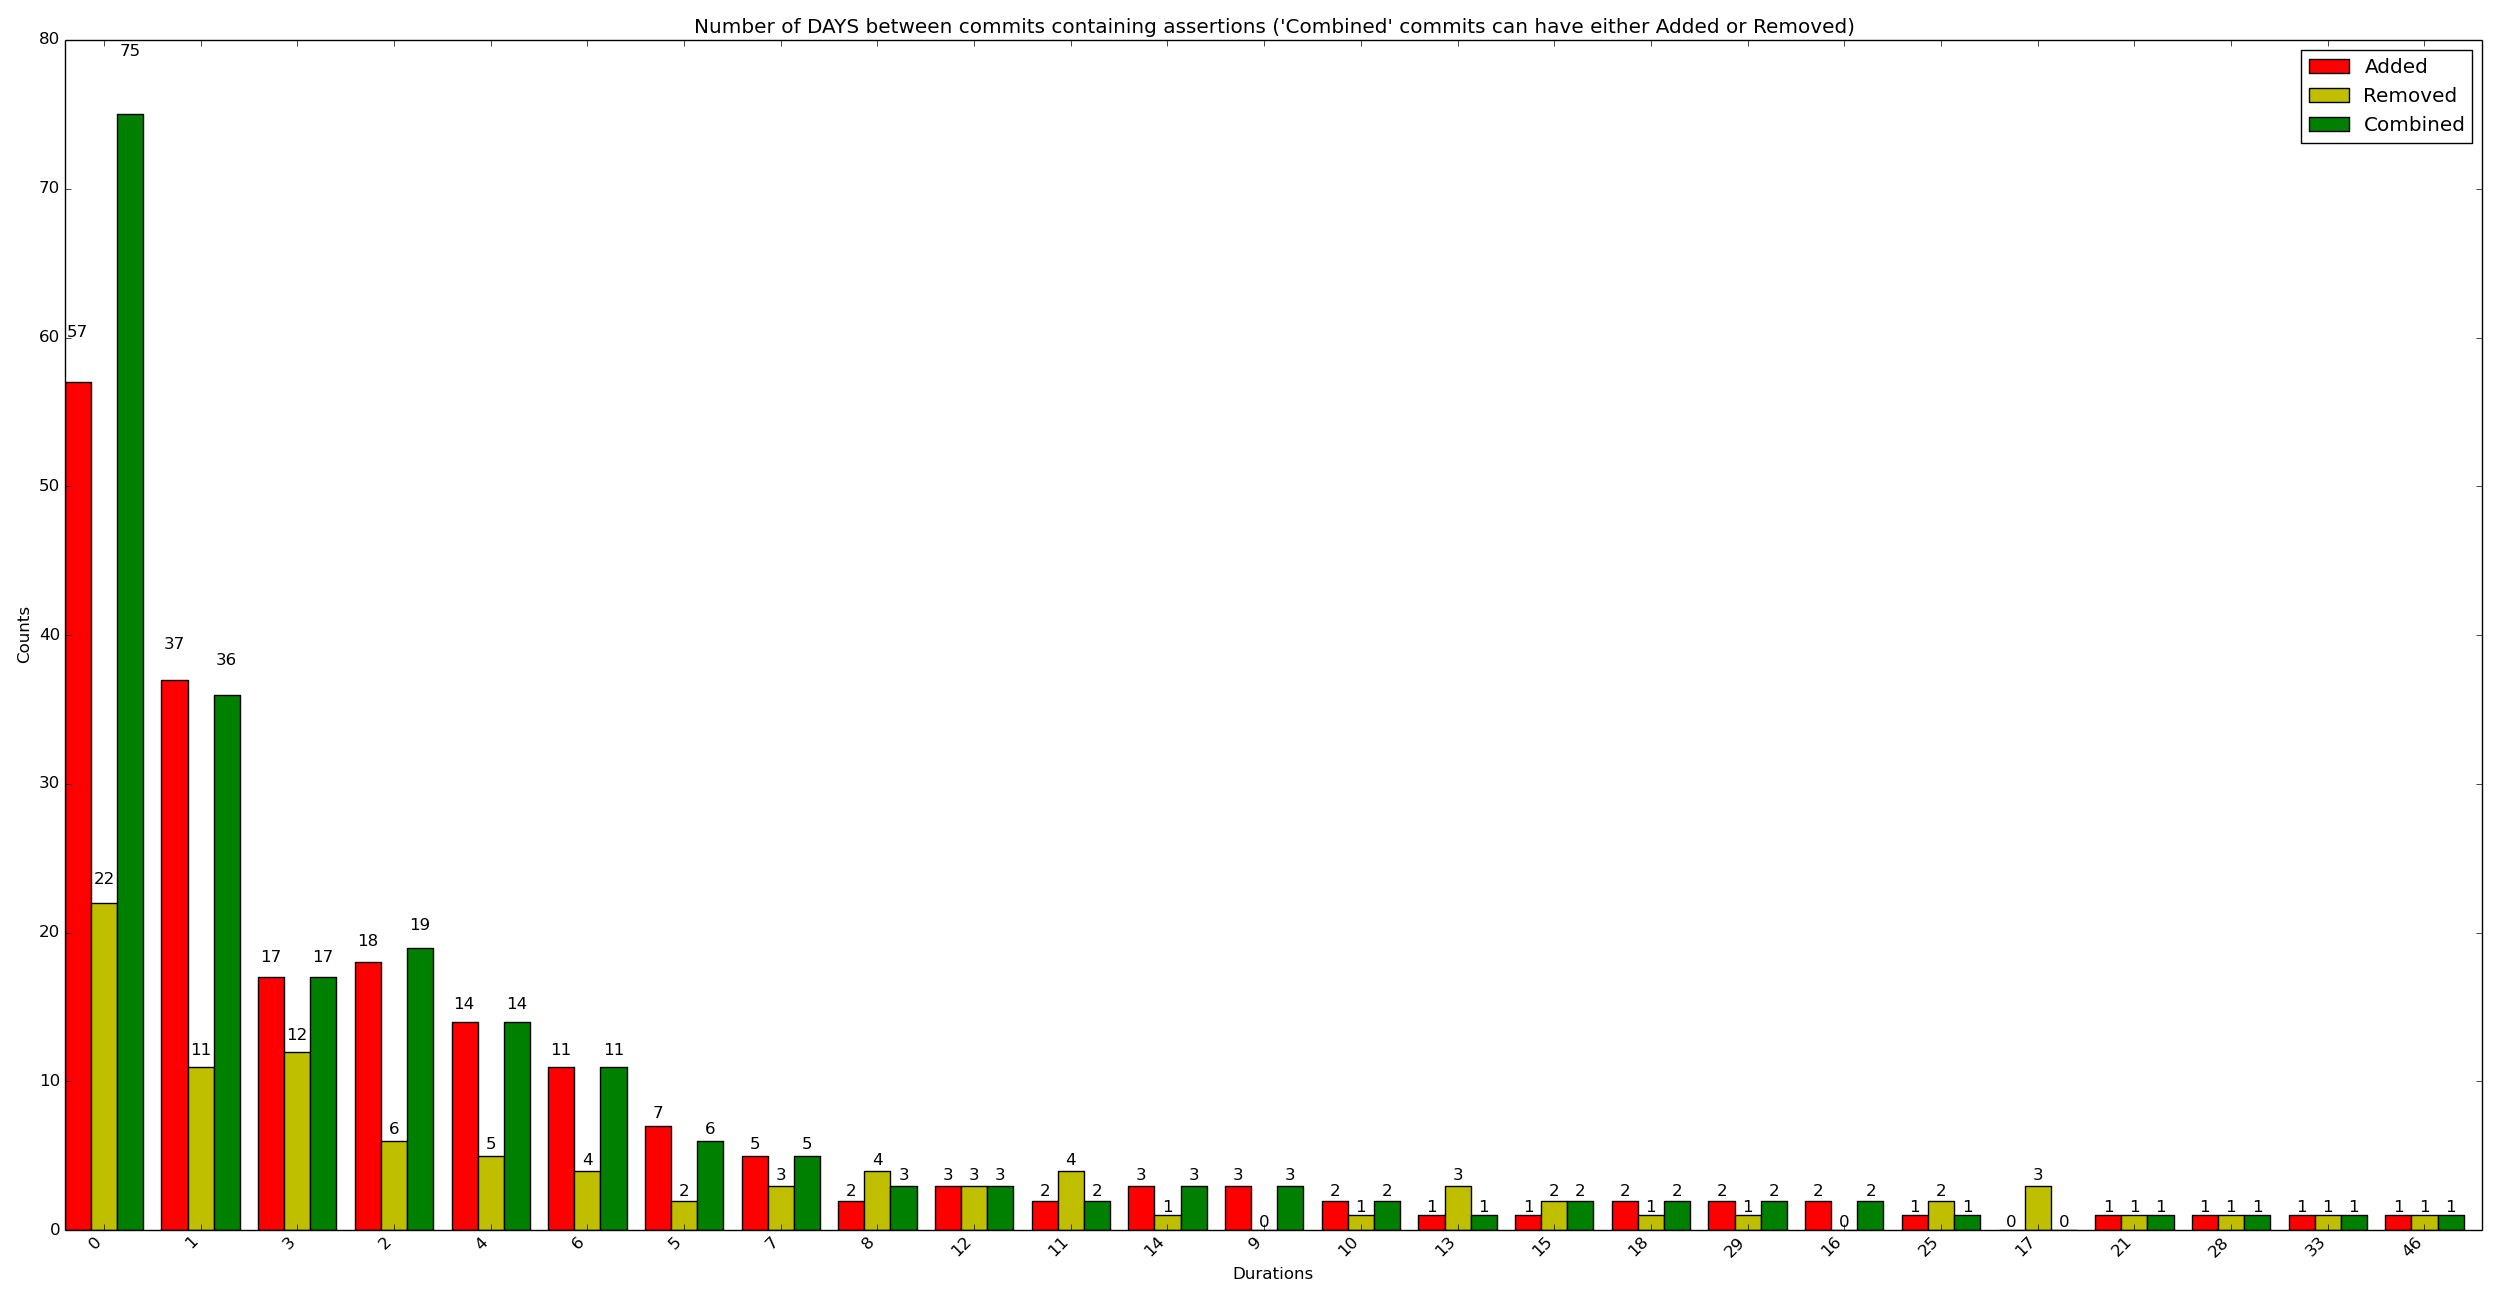 Number of DAYS between commits containing assertions ('Combined' commits can have either Added or Removed)
Added
Removed
Combined
Counts
80
70
60
50
40
30
20
10
0
57 22 75
37 11 36
17 12 17
18 6 19
14 5 14
11 4 11
7 2 6
5 3 5
2 4 3
3 3 3
2 4 2
3 1 3
3 0 3
2 1 2
1 3 1
1 2 2
2 1 2
2 1 2
2 0 2
1 2 1
0 3 0
1 1 1
1 1 1
1 1 1
1 1 1
0 1 3 2 4 6 5 7 8 12 11 14 9 10 13 15 18 29 16 25 17 21 28 33 46
Durations